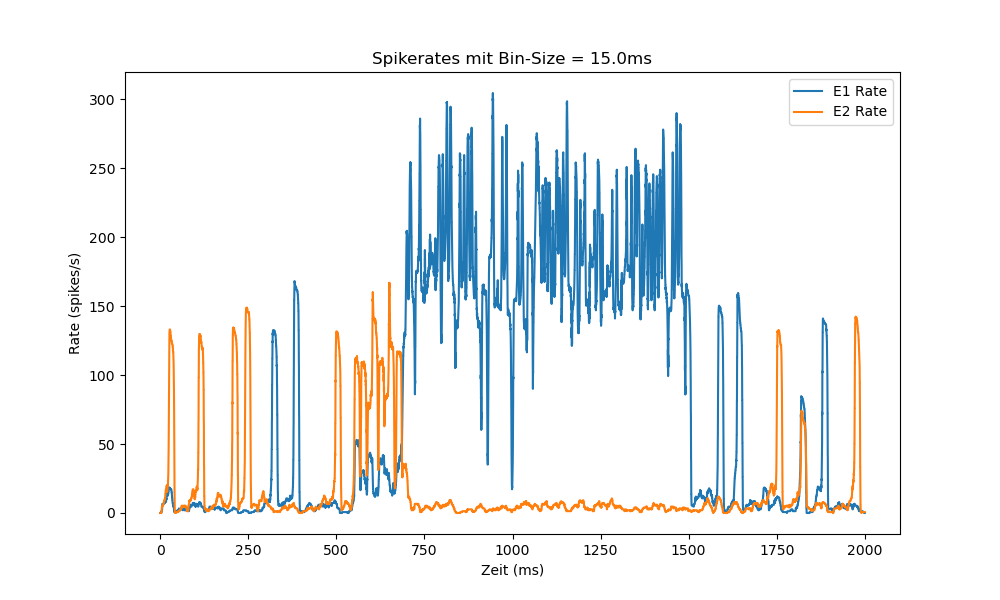 Spikerates mit Bin-Size = 15.0ms
E1 Rate
E2 Rate
300
250
200
150
100
50
0
Rate (spikes/s)
0 250 500 750 1000 1250 1500 1750 2000
Zeit (ms)